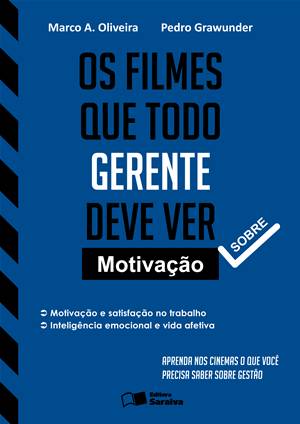 Marco A. Oliveira Pedro Grawunder
OS FILMES
QUE TODO
GERENTE
DEVE VER
SOBRE
Motivação
➲ Motivação e satisfação no trabalho
➲ Inteligência emocional e vida afetiva
APRENDA NOS CINEMAS O QUE VOCÊ
PRECISA SABER SOBRE GESTÃO
Editora
Saraiva